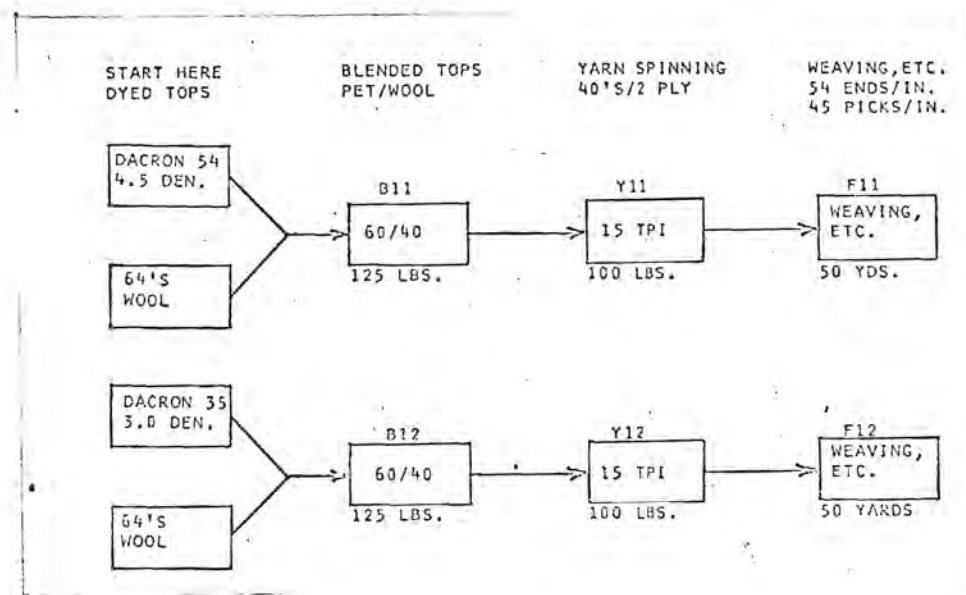 START HERE
DYED TOPS
BLENDED TOPS
PET/WOOL
YARN SPINNING
40'S/2 PLY
WEAVING,ETC.
54 ENDS/IN.
45 PICKS/IN.
DACRON 54
4.5 DEN.
64'S
WOOL
B11
60/40
125 LBS.
Y11
15 TPI
100 LBS.
F11
WEAVING,
ETC.
50 YDS.
DACRON 35
3.0 DEN.
64'S
WOOL
B12
60/40
125 LBS.
Y12
15 TPI
100 LBS.
F12
WEAVING,
ETC.
50 YARDS